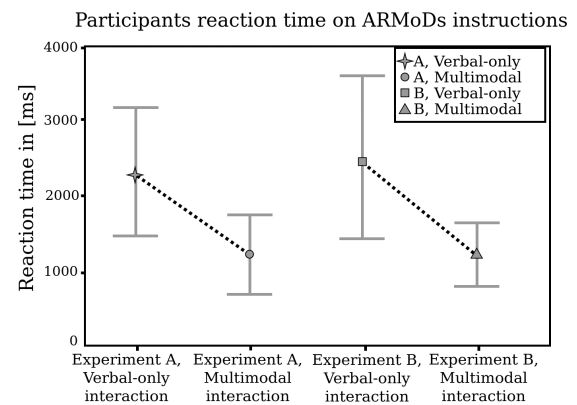 Participants reaction time on ARMoDs instructions
Reaction time in [ms]
4000
3000
2000
1000
0
A, Verbal-only
A, Multimodal
B, Verbal-only
B, Multimodal
Experiment A,
Verbal-only
interaction
Experiment A,
Multimodal
interaction
Experiment B,
Verbal-only
interaction
Experiment B,
Multimodal
interaction